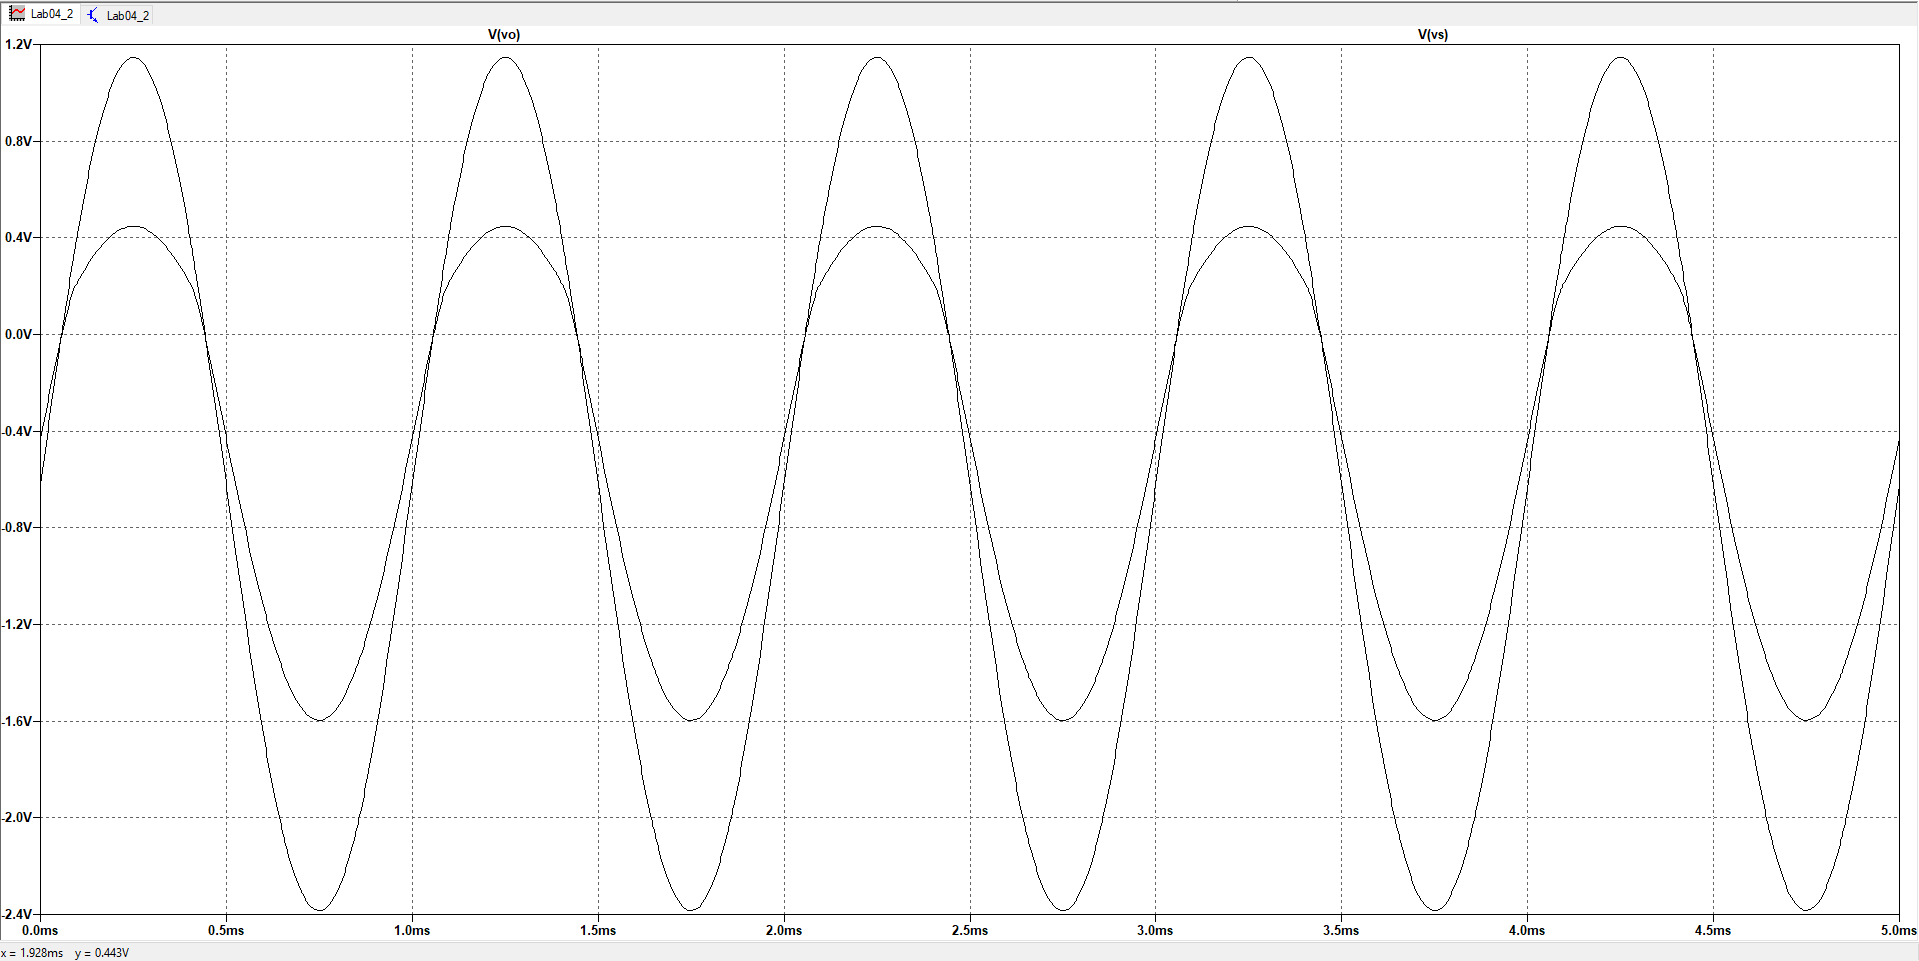 Lab04_2 Lab04_2
V(vo) V(vs)
1.2V
0.8V
0.4V
0.0V
-0.4V
-0.8V
-1.2V
-1.6V
-2.0V
-2.4V
0.0ms 0.5ms 1.0ms 1.5ms 2.0ms 2.5ms 3.0ms 3.5ms 4.0ms 4.5ms 5.0ms
x = 1.928ms y = 0.443V